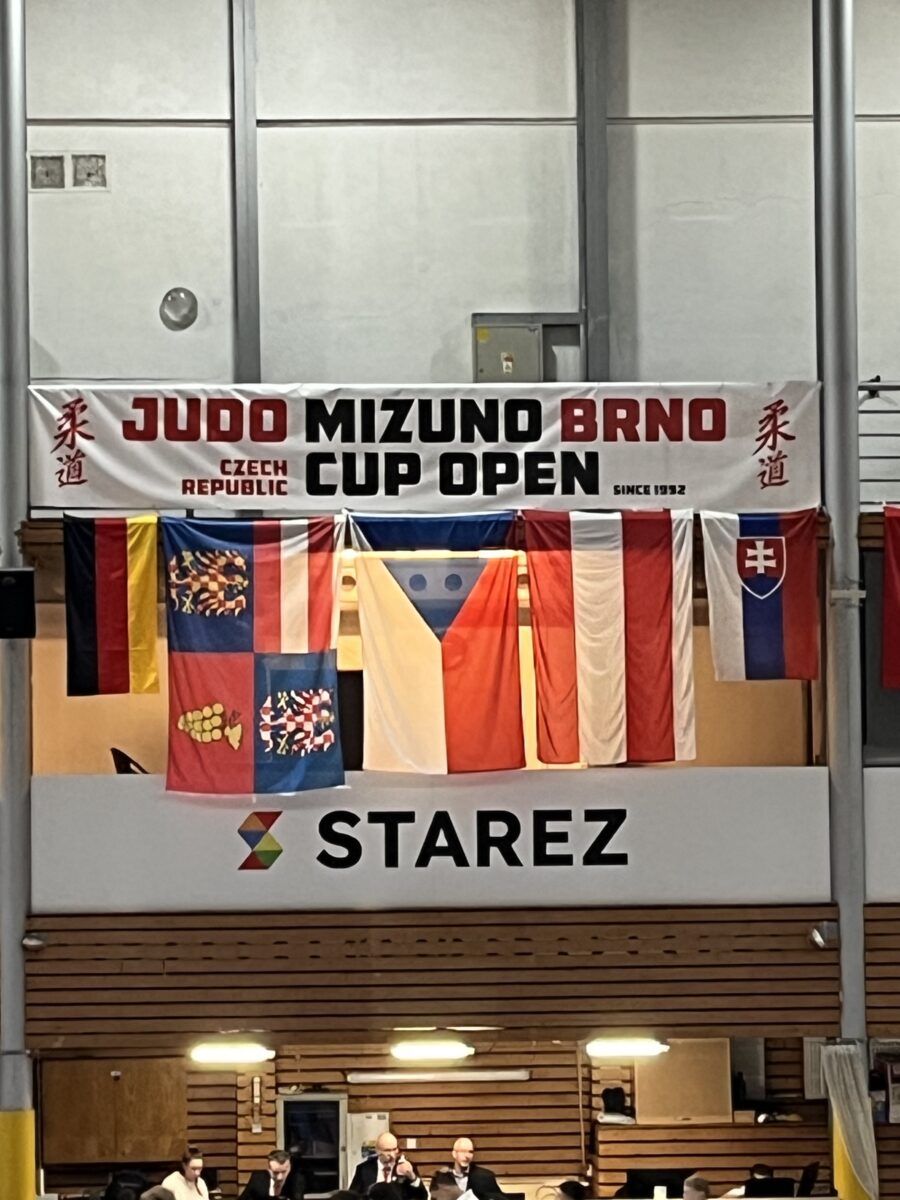 柔道
JUDO MIZUNO BRNO
CZECH REPUBLIC
CUP OPEN
SINCE 1992
柔道
STAREZ